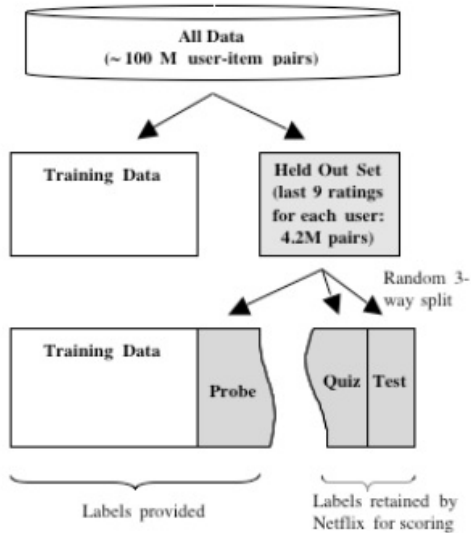 All Data
(~ 100 M user-item pairs)
Training Data
Held Out Set
(last 9 ratings
for each user:
4.2M pairs)
Random 3-
way split
Training Data
Probe
Quiz
Test
Labels provided
Labels retained by
Netflix for scoring